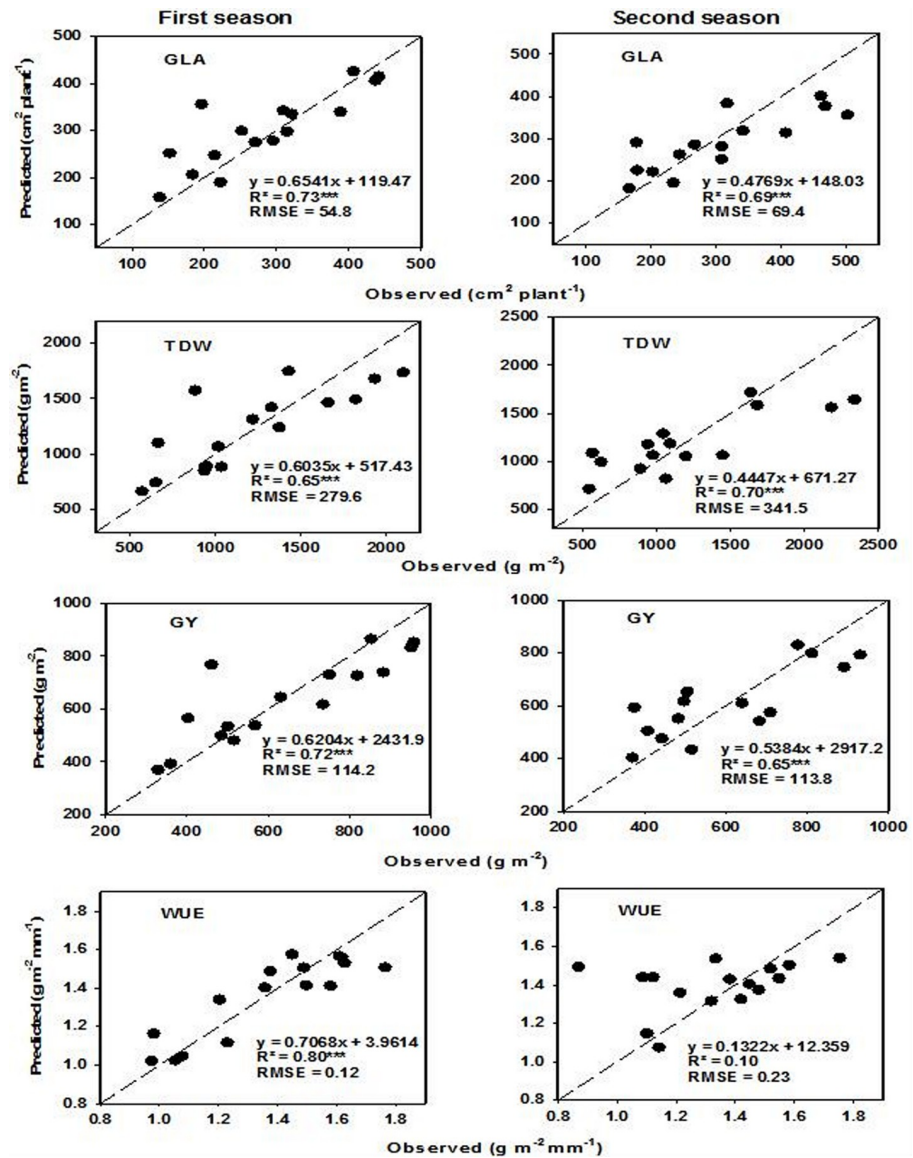 First season
Second season
500
400
300
200
100
GLA
y = 0.6541x + 119.47
R² = 0.73***
RMSE = 54.8
100 200 300 400 500
Predicted (cm² plant⁻¹)
500
400
300
200
100
GLA
y = 0.4769x + 148.03
R² = 0.69***
RMSE = 69.4
100 200 300 400 500
Observed (cm² plant⁻¹)
2000
1500
1000
500
TDW
y = 0.6035x + 517.43
R² = 0.65***
RMSE = 279.6
500 1000 1500 2000
Predicted (g m⁻²)
2500
2000
1500
1000
500
TDW
y = 0.4447x + 671.27
R² = 0.70***
RMSE = 341.5
500 1000 1500 2000 2500
Observed (g m⁻²)
1000
800
600
400
200
GY
y = 0.6204x + 2431.9
R² = 0.72***
RMSE = 114.2
200 400 600 800 1000
Predicted (g m⁻²)
1000
800
600
400
200
GY
y = 0.5384x + 2917.2
R² = 0.65***
RMSE = 113.8
200 400 600 800 1000
Observed (g m⁻²)
1.8
1.6
1.4
1.2
1.0
0.8
WUE
y = 0.7068x + 3.9614
R² = 0.80***
RMSE = 0.12
0.8 1.0 1.2 1.4 1.6 1.8
Predicted (g m⁻² mm⁻¹)
1.8
1.6
1.4
1.2
1.0
0.8
WUE
y = 0.1322x + 12.359
R² = 0.10
RMSE = 0.23
0.8 1.0 1.2 1.4 1.6 1.8
Observed (g m⁻² mm⁻¹)